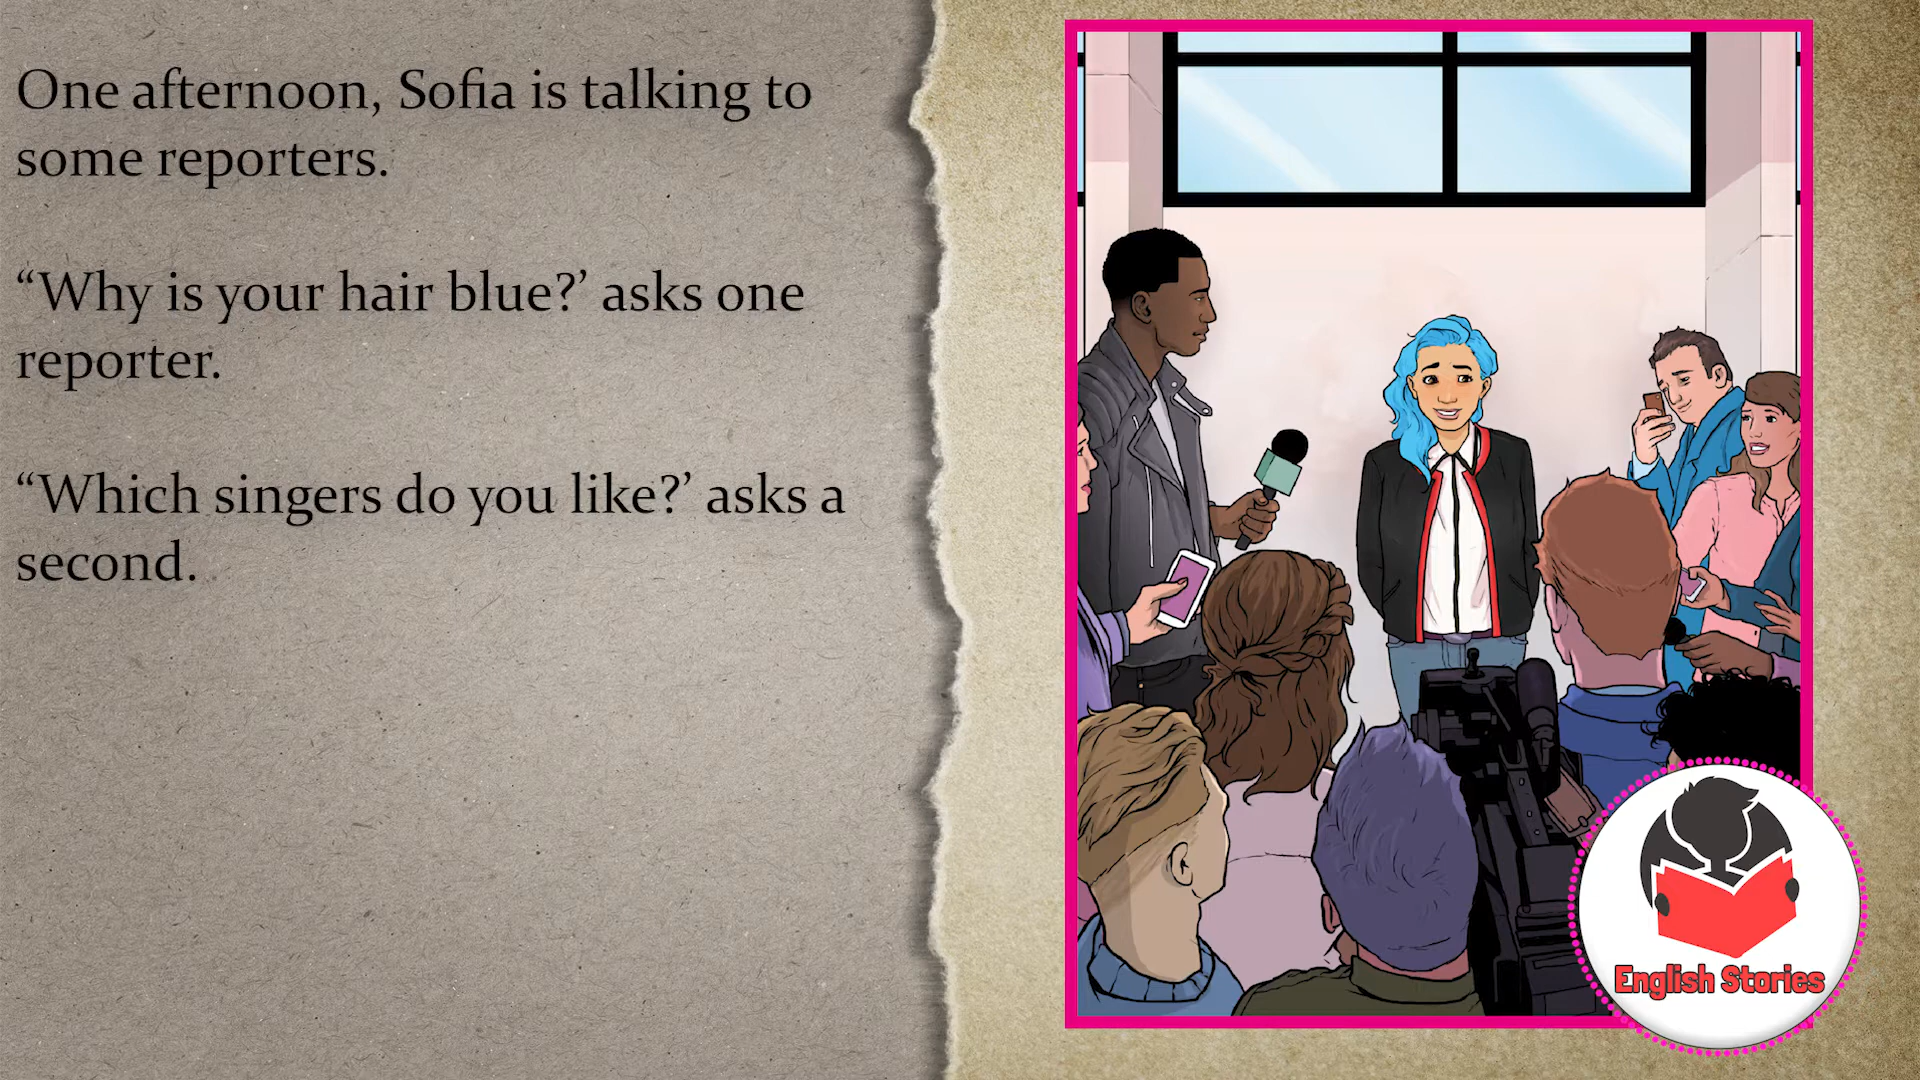 One afternoon, Sofia is talking to
some reporters.
“Why is your hair blue?’ asks one
reporter.
“Which singers do you like?’ asks a
second.
English Stories